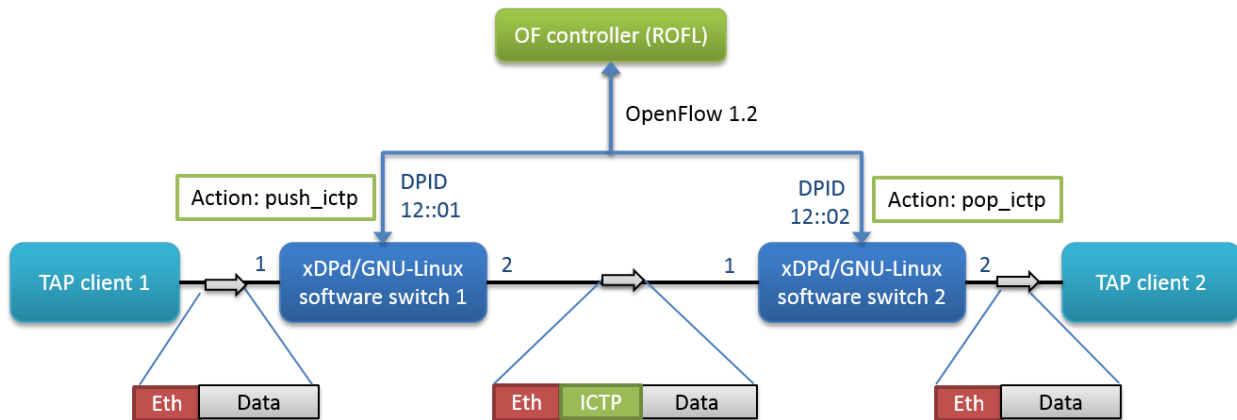 OF controller (ROFL)
OpenFlow 1.2
Action: push_ictp
DPID
12::01
DPID
12::02
Action: pop_ictp
TAP client 1
1
xDPd/GNU-Linux
software switch 1
2
1
xDPd/GNU-Linux
software switch 2
2
TAP client 2
Eth
Data
Eth
ICTP
Data
Eth
Data